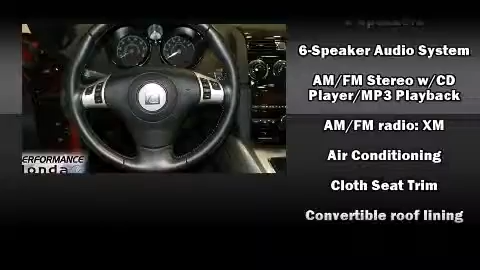 6-Speaker Audio System
AM/FM Stereo w/CD
Player/MP3 Playback
AM/FM radio: XM
Air Conditioning
Cloth Seat Trim
Convertible roof lining
ERFORMANCE
onda